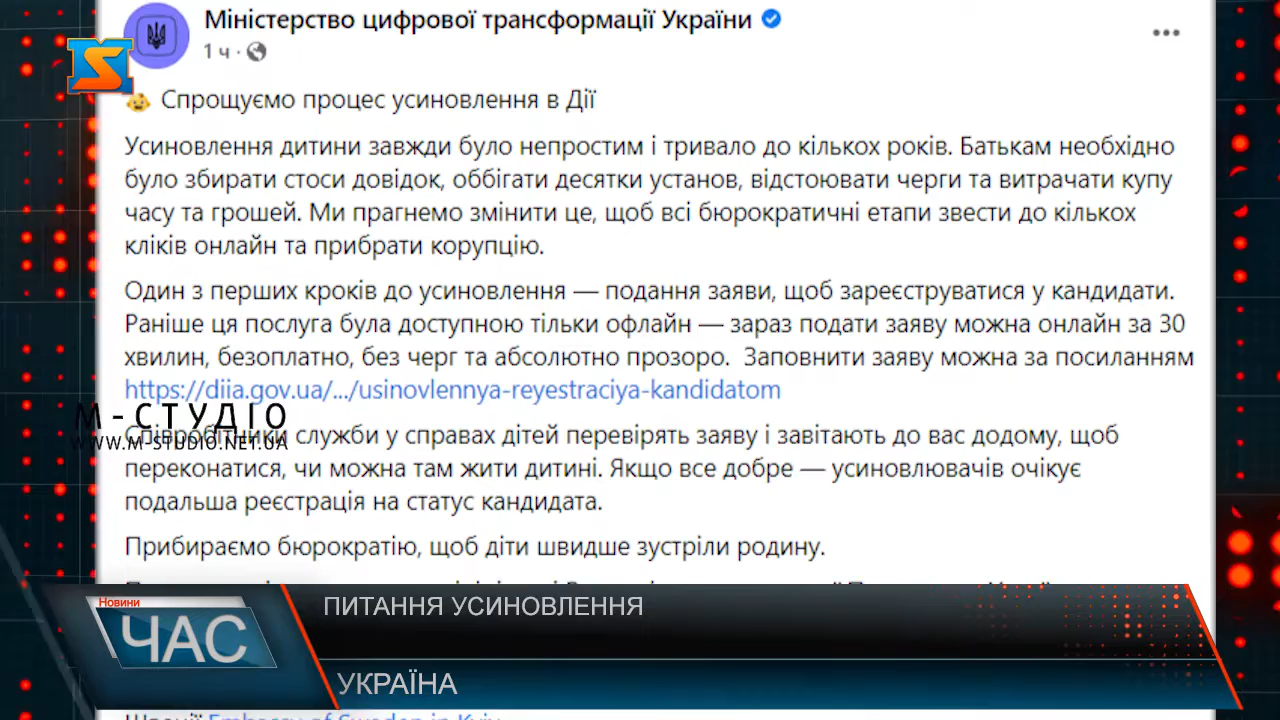 Міністерство цифрової трансформації України
1 ч ·
Спрощуємо процес усиновлення в Дії
Усиновлення дитини завжди було непростим і тривало до кількох років. Батькам необхідно
було збирати стоси довідок, оббігати десятки установ, відстоювати черги та витрачати купу
часу та грошей. Ми прагнемо змінити це, щоб всі бюрократичні етапи звести до кількох
кліків онлайн та прибрати корупцію.
Один з перших кроків до усиновлення — подання заяви, щоб зареєструватися у кандидати.
Раніше ця послуга була доступною тільки офлайн — зараз подати заяву можна онлайн за 30
хвилин, безоплатно, без черг та абсолютно прозоро. Заповнити заяву можна за посиланням
https://diia.gov.ua/.../usinovlennya-reyestraciya-kandidatom
М-СТУДІО
WWW.M-STUDIO.NET.UA
Співробітники служби у справах дітей перевірять заяву і завітають до вас додому, щоб
переконатися, чи можна там жити дитині. Якщо все добре — усиновлювачів очікує
подальша реєстрація на статус кандидата.
Прибираємо бюрократію, щоб діти швидше зустріли родину.
Новини
ЧАС
ПИТАННЯ УСИНОВЛЕННЯ
УКРАЇНА
Швеції Embassy of Sweden in Kyiv